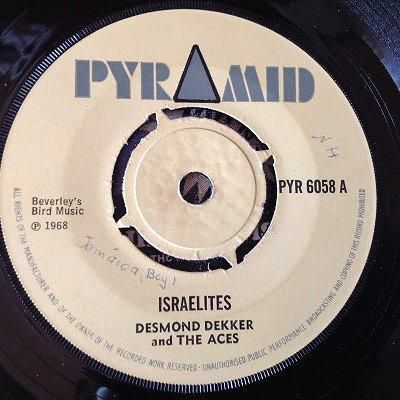 PYRAMID
NH
Beverley's
Bird Music
℗ 1968
PYR 6058 A
Jamaica Boy
ISRAELITES
DESMOND DEKKER
and THE ACES
ALL RIGHTS OF THE MANUFACTURER AND OF THE OWNER OF THE RECORDED WORK RESERVED · UNAUTHORISED PUBLIC PERFORMANCE BROADCASTING AND COPYING OF THIS RECORD PROHIBITED